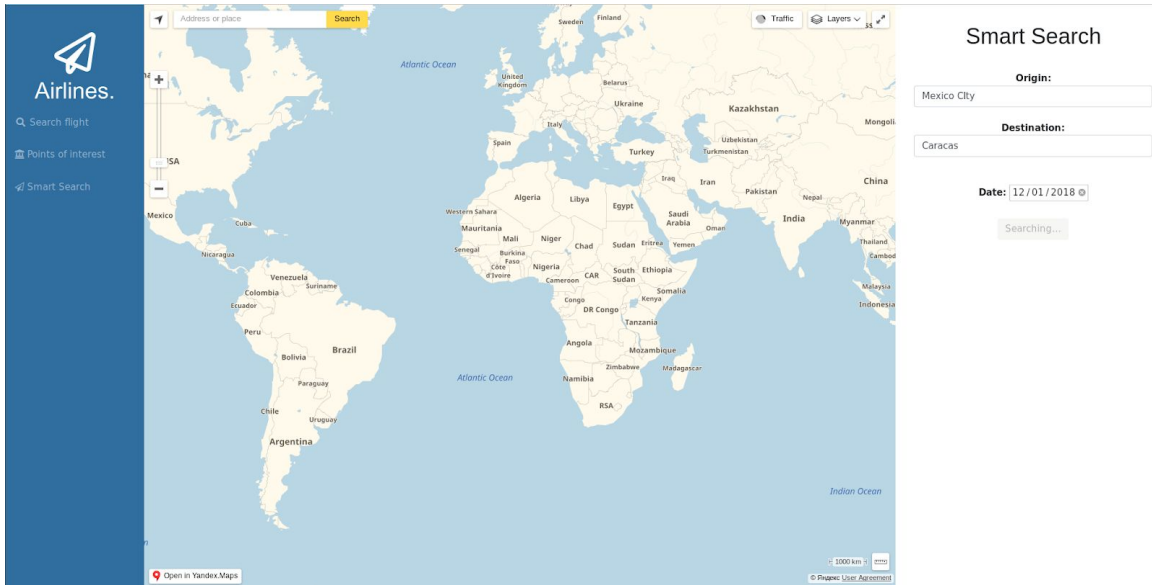 Airlines.
Search flight
Points of interest
Smart Search
Address or place
Search
Traffic
Layers
Sweden
Finland
Atlantic Ocean
United
Kingdom
Belarus
Ukraine
Kazakhstan
Mongoli
Italy
Spain
Turkey
Uzbekistan
Turkmenistan
SA
China
Iraq
Iran
Pakistan
Nepal
Algeria
Libya
Egypt
Saudi
Arabia
Oman
India
Myanmar
Western Sahara
Mauritania
Mexico
Cuba
Mali
Niger
Chad
Sudan
Eritrea
Yemen
Thailand
Senegal
Burkina
Faso
Nicaragua
Cambod
Côte
d'Ivoire
Nigeria
CAR
South
Sudan
Ethiopia
Cameroon
Venezuela
Suriname
Colombia
Somalia
Malaysia
Ecuador
Congo
Kenya
Indonesia
DR Congo
Tanzania
Peru
Brazil
Angola
Mozambique
Bolivia
Zimbabwe
Madagascar
Atlantic Ocean
Namibia
Paraguay
RSA
Chile
Uruguay
Argentina
Indian Ocean
1000 km
Open in Yandex.Maps
© Яндекс User Agreement
Smart Search
Origin:
Mexico CIty
Destination:
Caracas
Date: 12/01/2018
Searching...